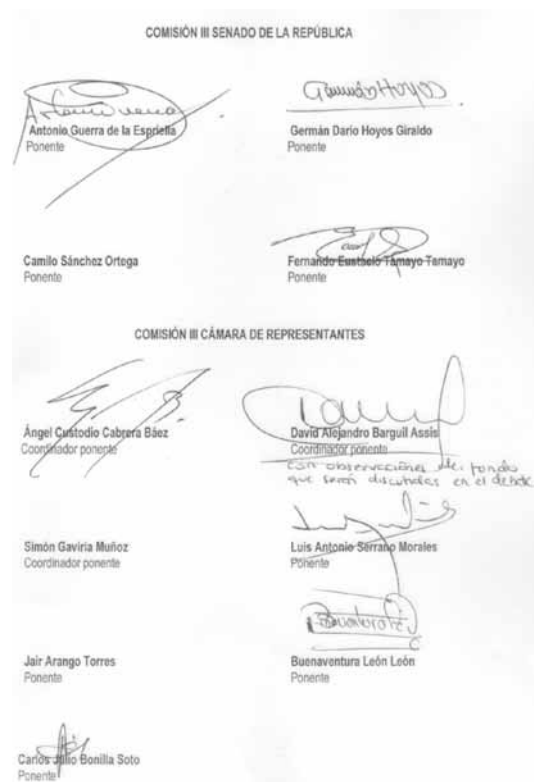 COMISIÓN III SENADO DE LA REPÚBLICA
Antonio Guerra de la Espriella
Ponente
Germán Hoyos
Germán Darío Hoyos Giraldo
Ponente
Camilo Sánchez Ortega
Ponente
Fernando Eustacio Tamayo Tamayo
Ponente
COMISIÓN III CÁMARA DE REPRESENTANTES
Ángel Custodio Cabrera Báez
Coordinador ponente
David Alejandro Barguil Assis
Coordinador ponente
con observaciones de fondo
que serán discutidas en el debate
Simón Gaviria Muñoz
Coordinador ponente
Luis Antonio Serrano Morales
Ponente
Jair Arango Torres
Ponente
Buenaventura León León
Ponente
Carlos Julio Bonilla Soto
Ponente